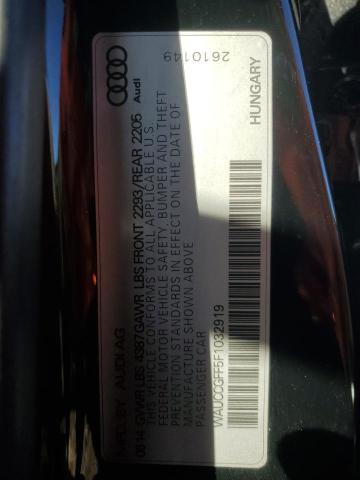 Audi
2610149
HUNGARY
MFD. BY AUDI AG
08 14 GVWR LBS 4387/GAWR LBS FRONT 2293/REAR 2205
THIS CONFORMS TO ALL APPLICABLE U S
FEDERAL MOTOR VEHICLE SAFETY, BUMPER AND THEFT
PREVENTION STANDARDS IN EFFECT ON THE DATE OF
MANUFACTURE SHOWN ABOVE
PASSENGER CAR
WAUCCGFF5F1032919